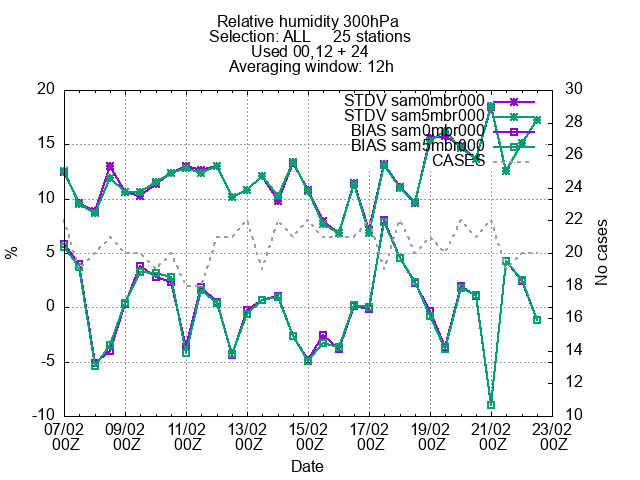 Relative humidity 300hPa
Selection: ALL 25 stations
Used 00,12 + 24
Averaging window: 12h
STDV sam0mbr000
STDV sam5mbr000
BIAS sam0mbr000
BIAS sam5mbr000
CASES
20
15
10
5
0
-5
-10
%
30
28
26
24
22
20
18
16
14
12
10
No cases
07/02 09/02 11/02 13/02 15/02 17/02 19/02 21/02 23/02
00Z 00Z 00Z 00Z 00Z 00Z 00Z 00Z 00Z
Date